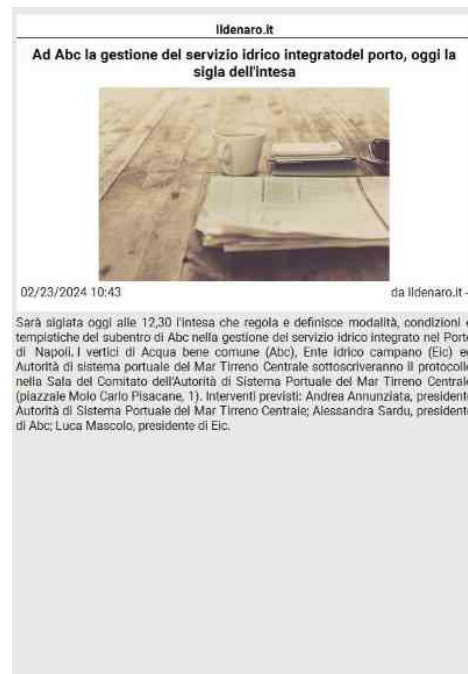 Ildenaro.it
Ad Abc la gestione del servizio idrico integratodel porto, oggi la
sigla dell'intesa
02/23/2024 10:43
da Ildenaro.it -
Sarà siglata oggi alle 12,30 l'intesa che regola e definisce modalità, condizioni e
tempistiche del subentro di Abc nella gestione del servizio idrico integrato nel Porto
di Napoli. I vertici di Acqua bene comune (Abc), Ente idrico campano (Eic) ed
Autorità di sistema portuale del Mar Tirreno Centrale sottoscriveranno il protocollo
nella Sala del Comitato dell'Autorità di Sistema Portuale del Mar Tirreno Centrale
(piazzale Molo Carlo Pisacane, 1). Interventi previsti: Andrea Annunziata, presidente
Autorità di Sistema Portuale del Mar Tirreno Centrale; Alessandra Sardu, presidente
di Abc; Luca Mascolo, presidente di Eic.